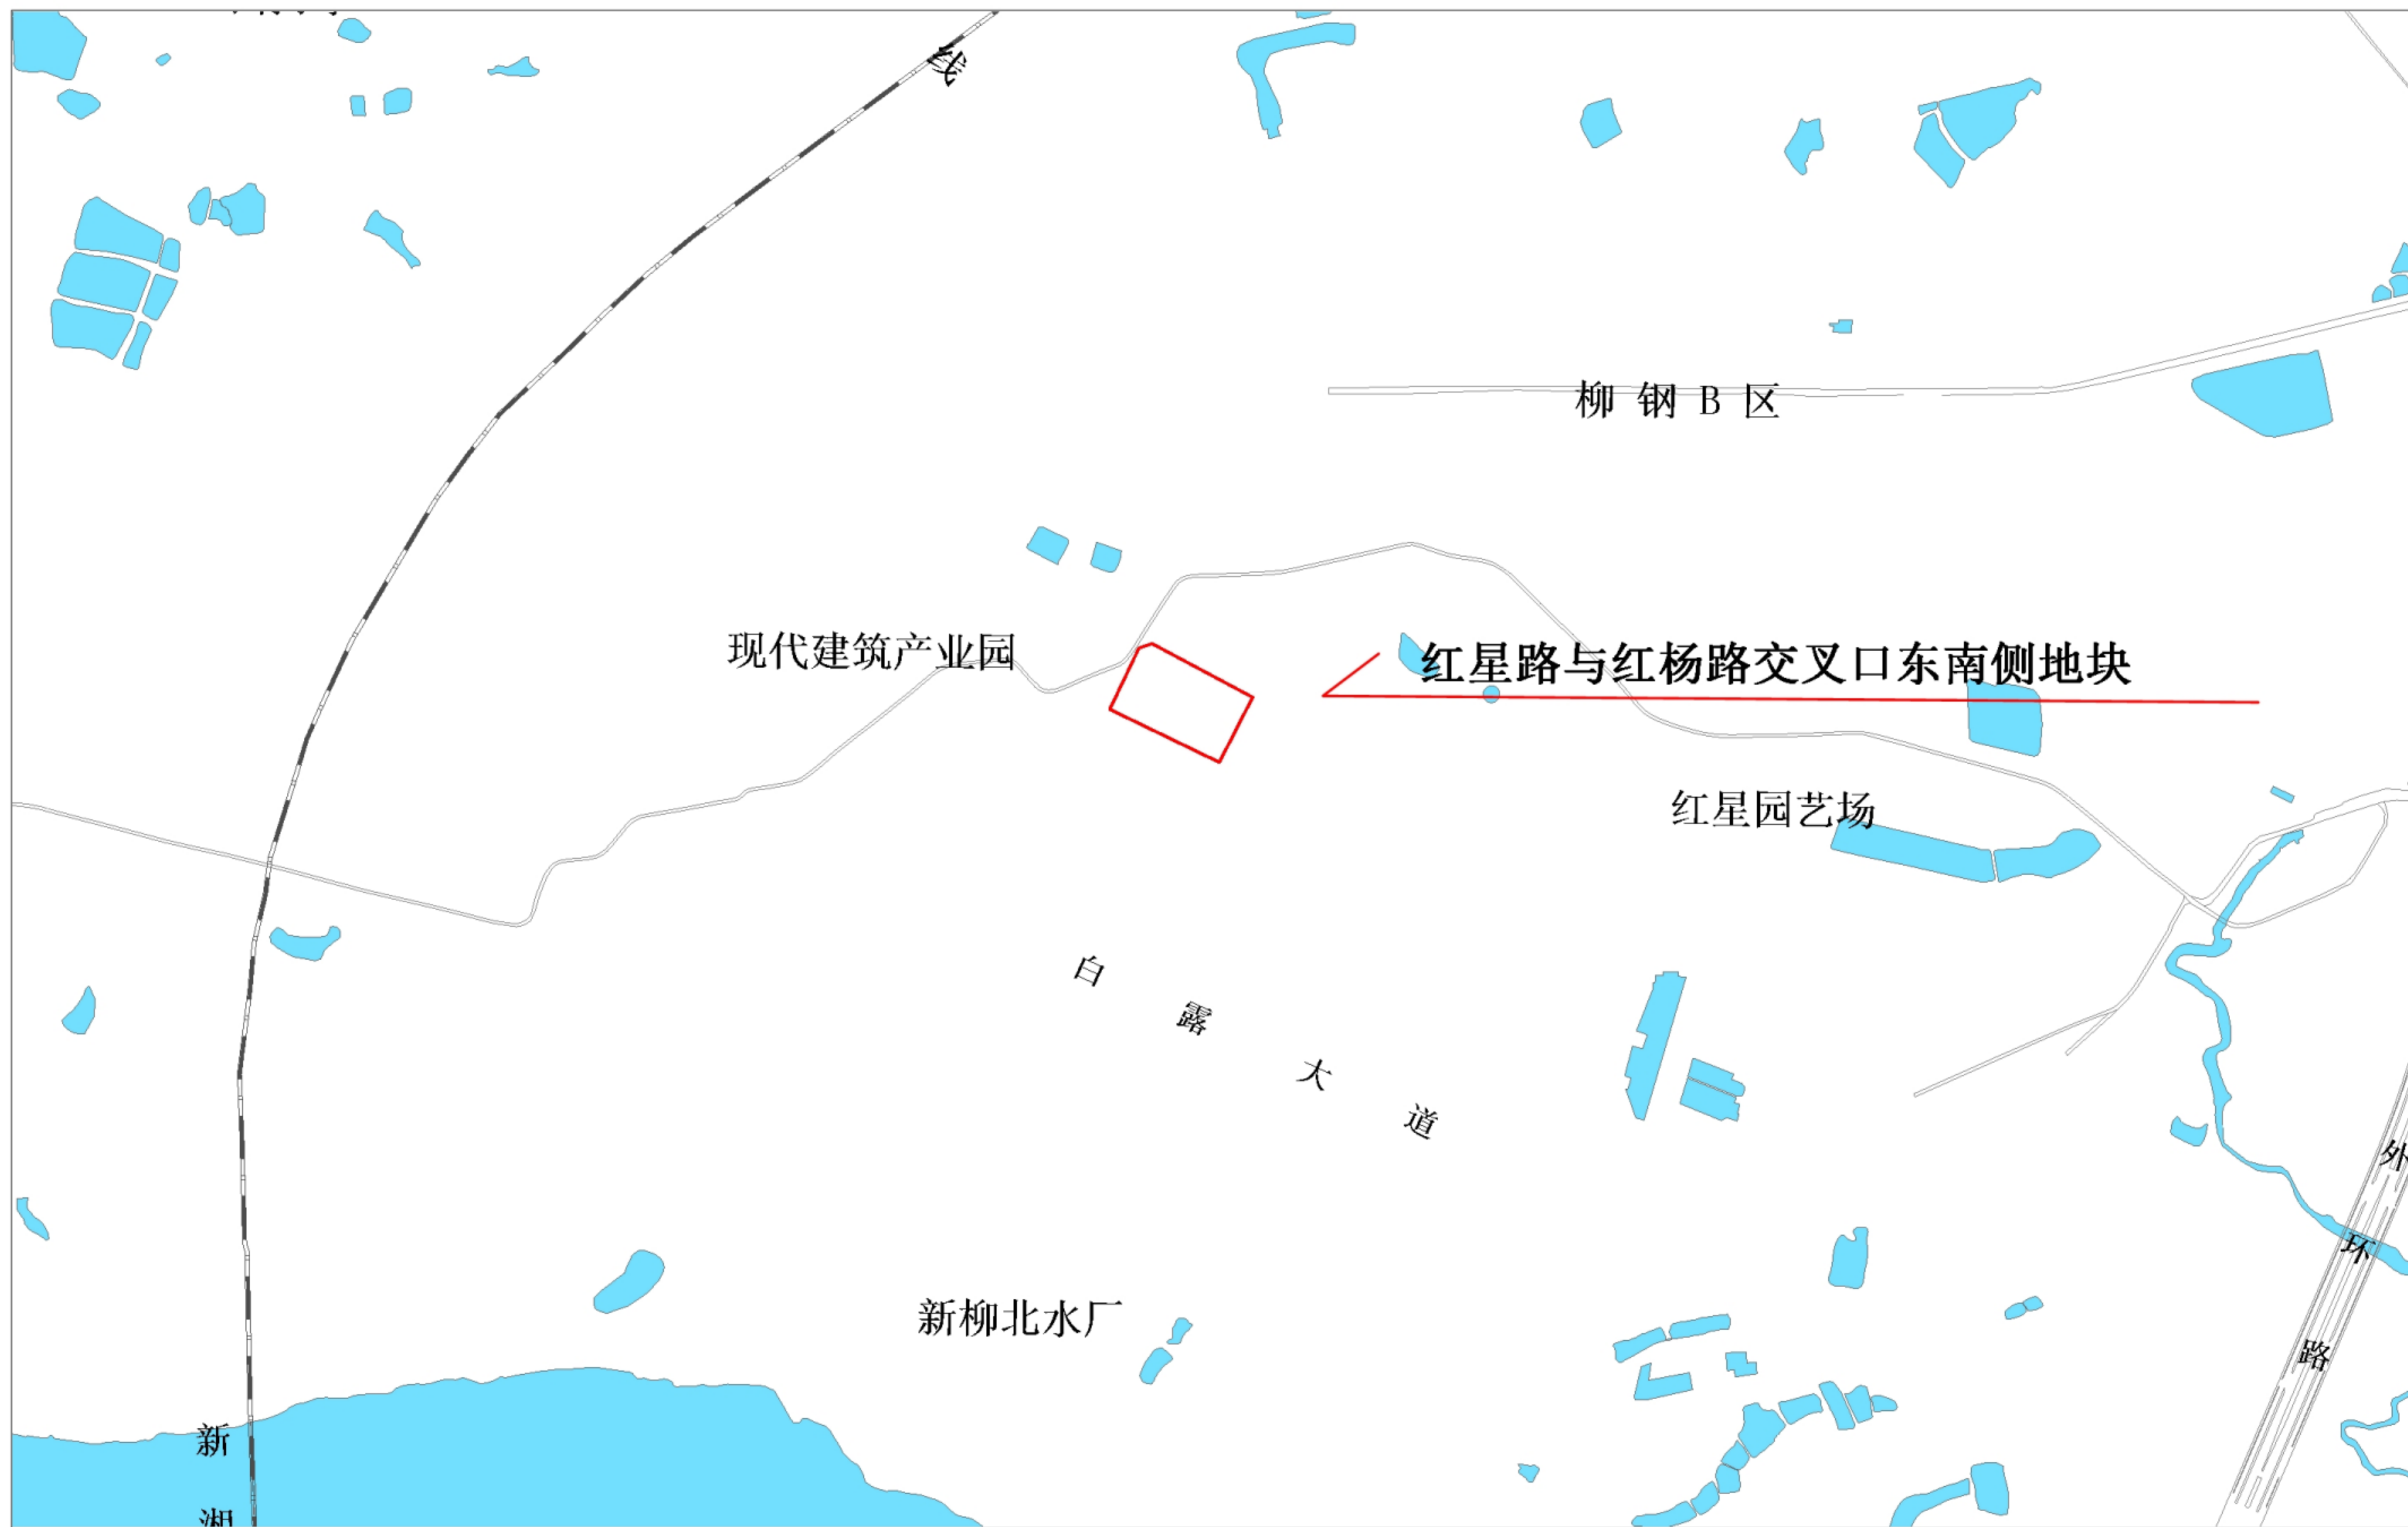 线
柳钢B区
现代建筑产业园
红星路与红杨路交叉口东南侧地块
红星园艺场
白露大道
外环路
新柳北水厂
新
湘